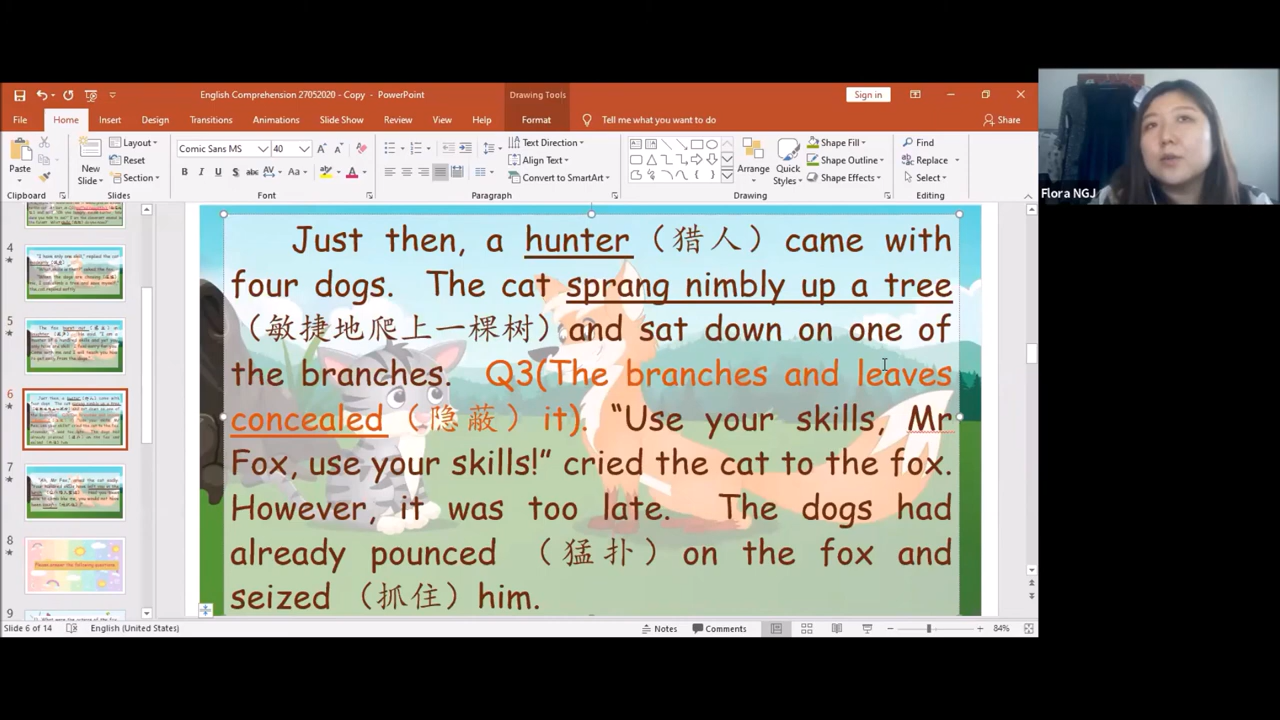 English Comprehension 27052020 - Copy - PowerPoint
Drawing Tools
Sign in
File Home Insert Design Transitions Animations Slide Show Review View Help Format Tell me what you want to do Share
Paste
Clipboard
New Slide
Layout
Reset
Section
Slides
Comic Sans MS 40
Font
Text Direction
Align Text
Convert to SmartArt
Paragraph
Arrange
Quick Styles
Shape Fill
Shape Outline
Shape Effects
Drawing
Find
Replace
Select
Editing
Flora NGJ
4
5
6
7
8
9
Just then, a hunter（猎人）came with
four dogs. The cat sprang nimbly up a tree
（敏捷地爬上一棵树）and sat down on one of
the branches. Q3(The branches and leaves
concealed（隐蔽）it). “Use your skills, Mr
Fox, use your skills!” cried the cat to the fox.
However, it was too late. The dogs had
already pounced （猛扑）on the fox and
seized （抓住）him.
Slide 6 of 14 English (United States) Notes Comments 84%